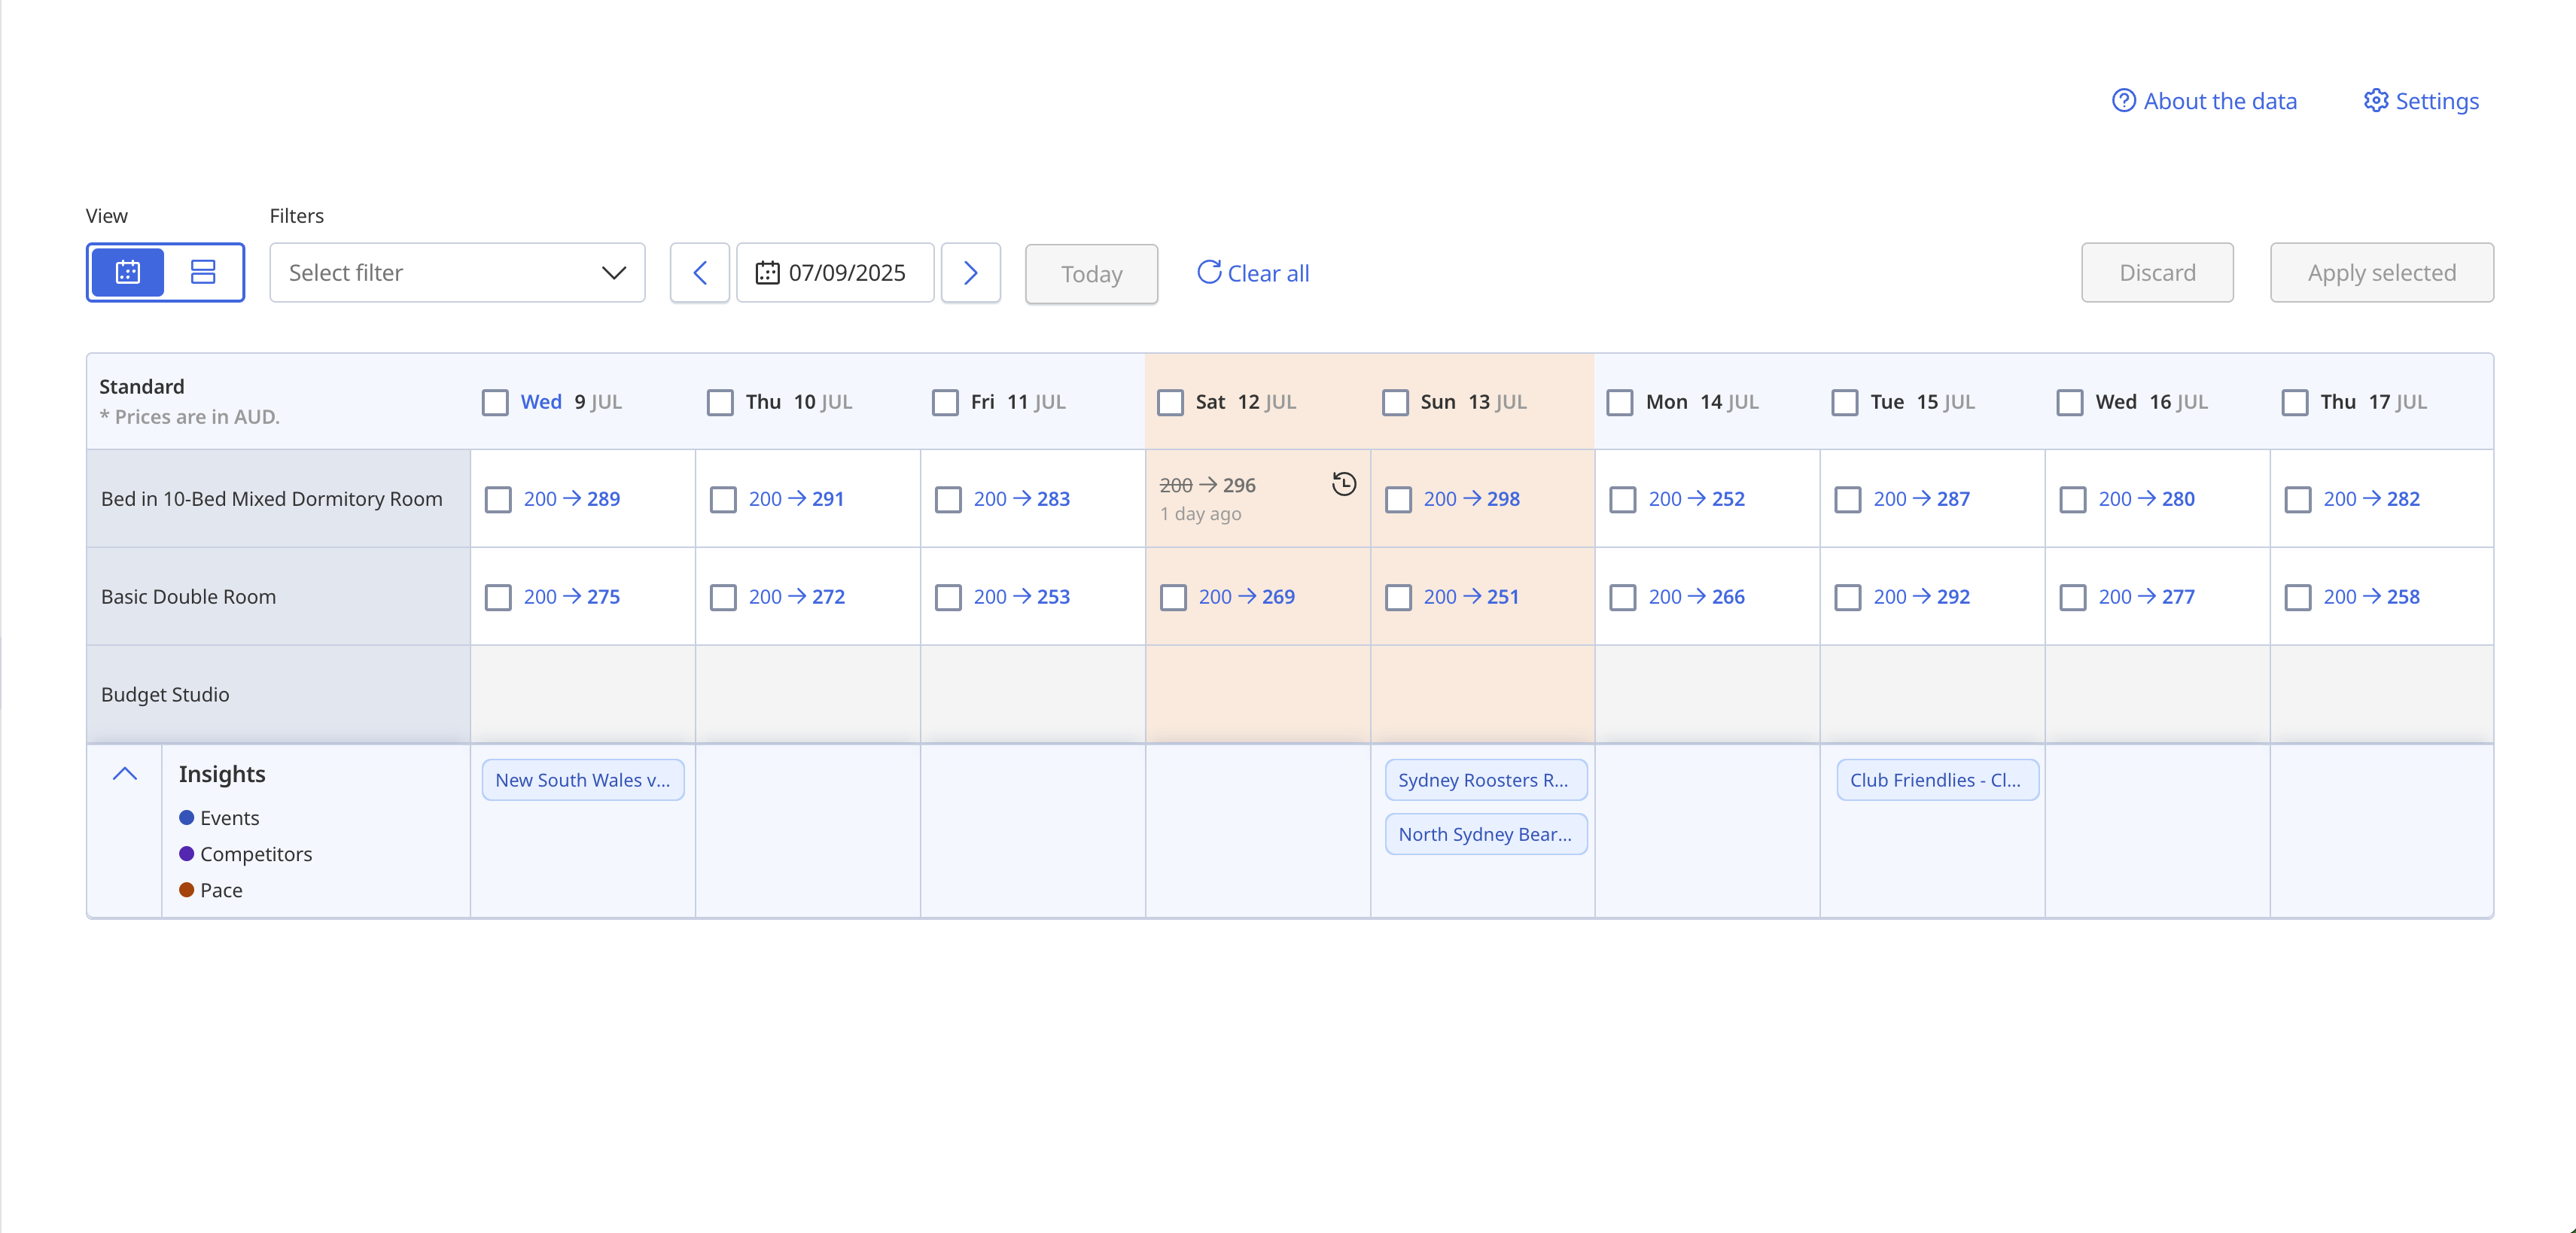 About the data Settings
View Filters
Select filter 07/09/2025 Today Clear all Discard Apply selected
Standard
* Prices are in AUD.
Wed 9 JUL Thu 10 JUL Fri 11 JUL Sat 12 JUL Sun 13 JUL Mon 14 JUL Tue 15 JUL Wed 16 JUL Thu 17 JUL
Bed in 10-Bed Mixed Dormitory Room 200 → 289 200 → 291 200 → 283 200 → 296 200 → 298 200 → 252 200 → 287 200 → 280 200 → 282
1 day ago
Basic Double Room 200 → 275 200 → 272 200 → 253 200 → 269 200 → 251 200 → 266 200 → 292 200 → 277 200 → 258
Budget Studio
Insights New South Wales v... Sydney Roosters R... Club Friendlies - Cl...
Events North Sydney Bear...
Competitors
Pace